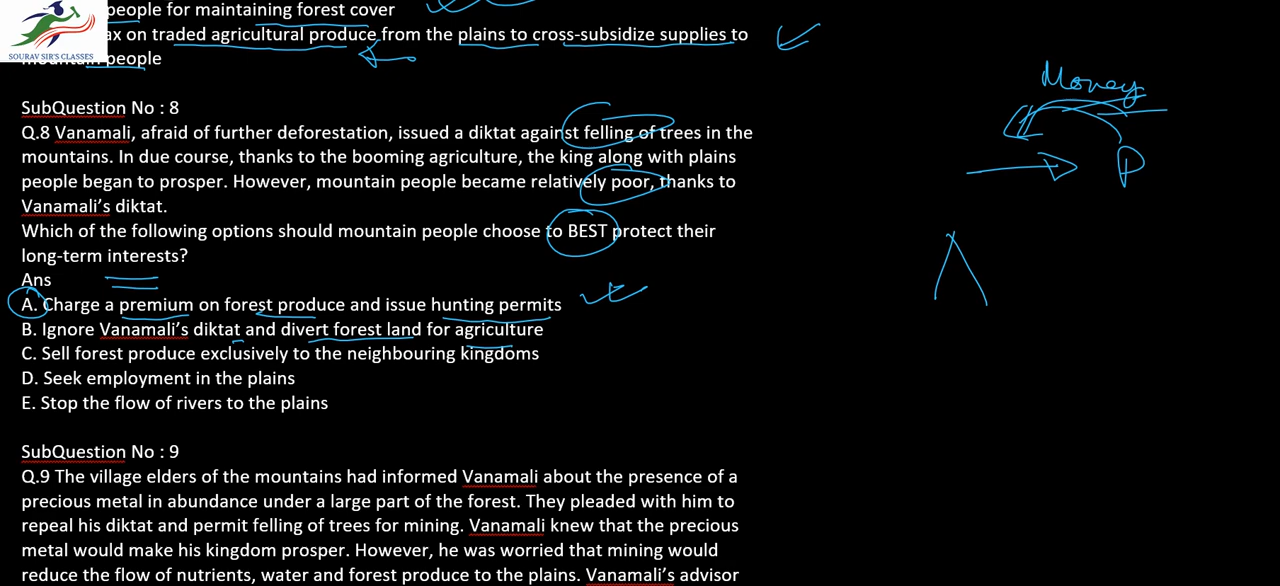 people for maintaining forest cover
ax on traded agricultural produce from the plains to cross-subsidize supplies to
people
SOURAV SIR'S CLASSES
Money
P
SubQuestion No : 8
Q.8 Vanamali, afraid of further deforestation, issued a diktat against felling of trees in the
mountains. In due course, thanks to the booming agriculture, the king along with plains
people began to prosper. However, mountain people became relatively poor, thanks to
Vanamali's diktat.
Which of the following options should mountain people choose to BEST protect their
long-term interests?
Ans
A. Charge a premium on forest produce and issue hunting permits
B. Ignore Vanamali's diktat and divert forest land for agriculture
C. Sell forest produce exclusively to the neighbouring kingdoms
D. Seek employment in the plains
E. Stop the flow of rivers to the plains
SubQuestion No : 9
Q.9 The village elders of the mountains had informed Vanamali about the presence of a
precious metal in abundance under a large part of the forest. They pleaded with him to
repeal his diktat and permit felling of trees for mining. Vanamali knew that the precious
metal would make his kingdom prosper. However, he was worried that mining would
reduce the flow of nutrients, water and forest produce to the plains. Vanamali's advisor